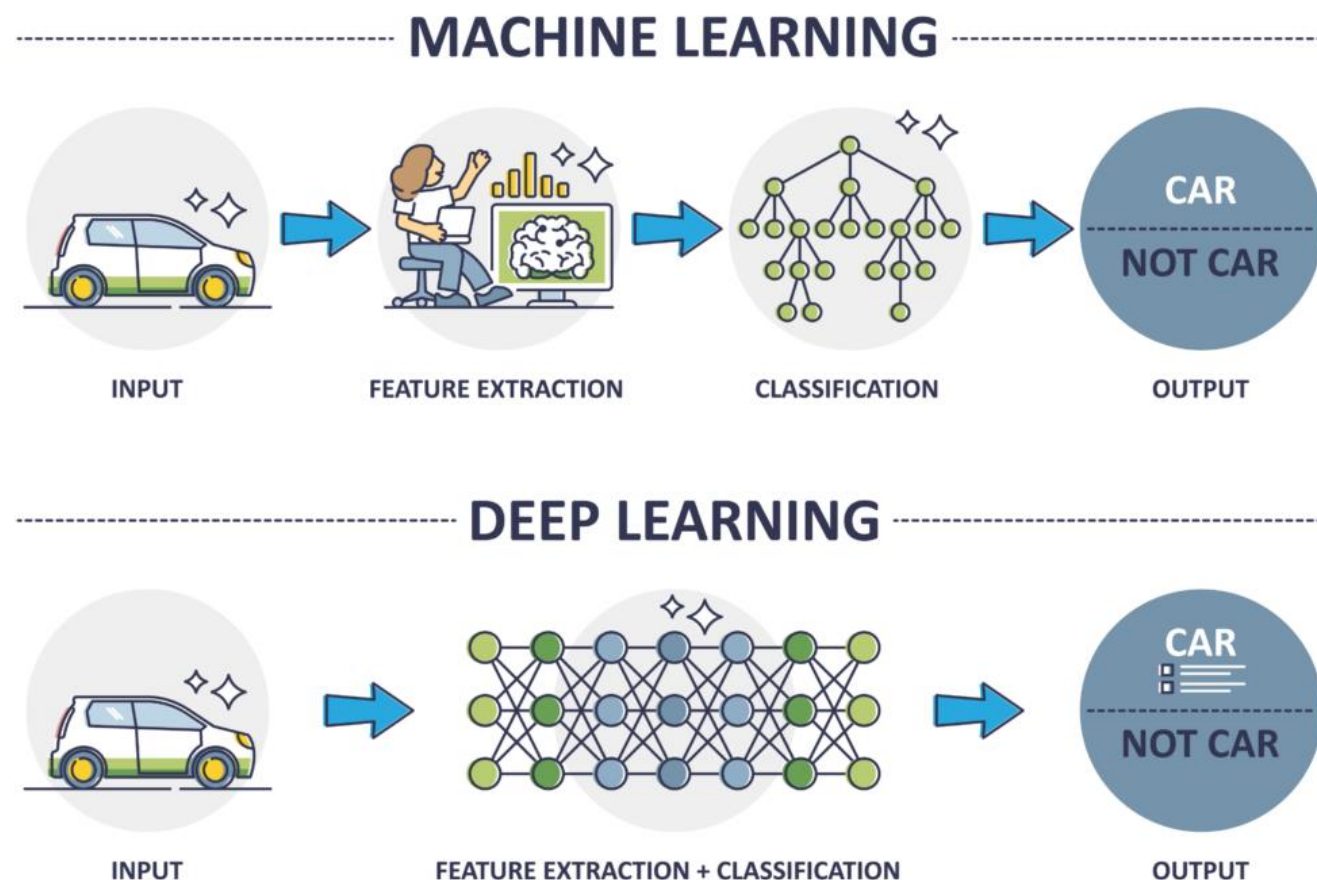 MACHINE LEARNING
CAR
NOT CAR
INPUT
FEATURE EXTRACTION
CLASSIFICATION
OUTPUT
DEEP LEARNING
CAR
NOT CAR
INPUT
FEATURE EXTRACTION + CLASSIFICATION
OUTPUT